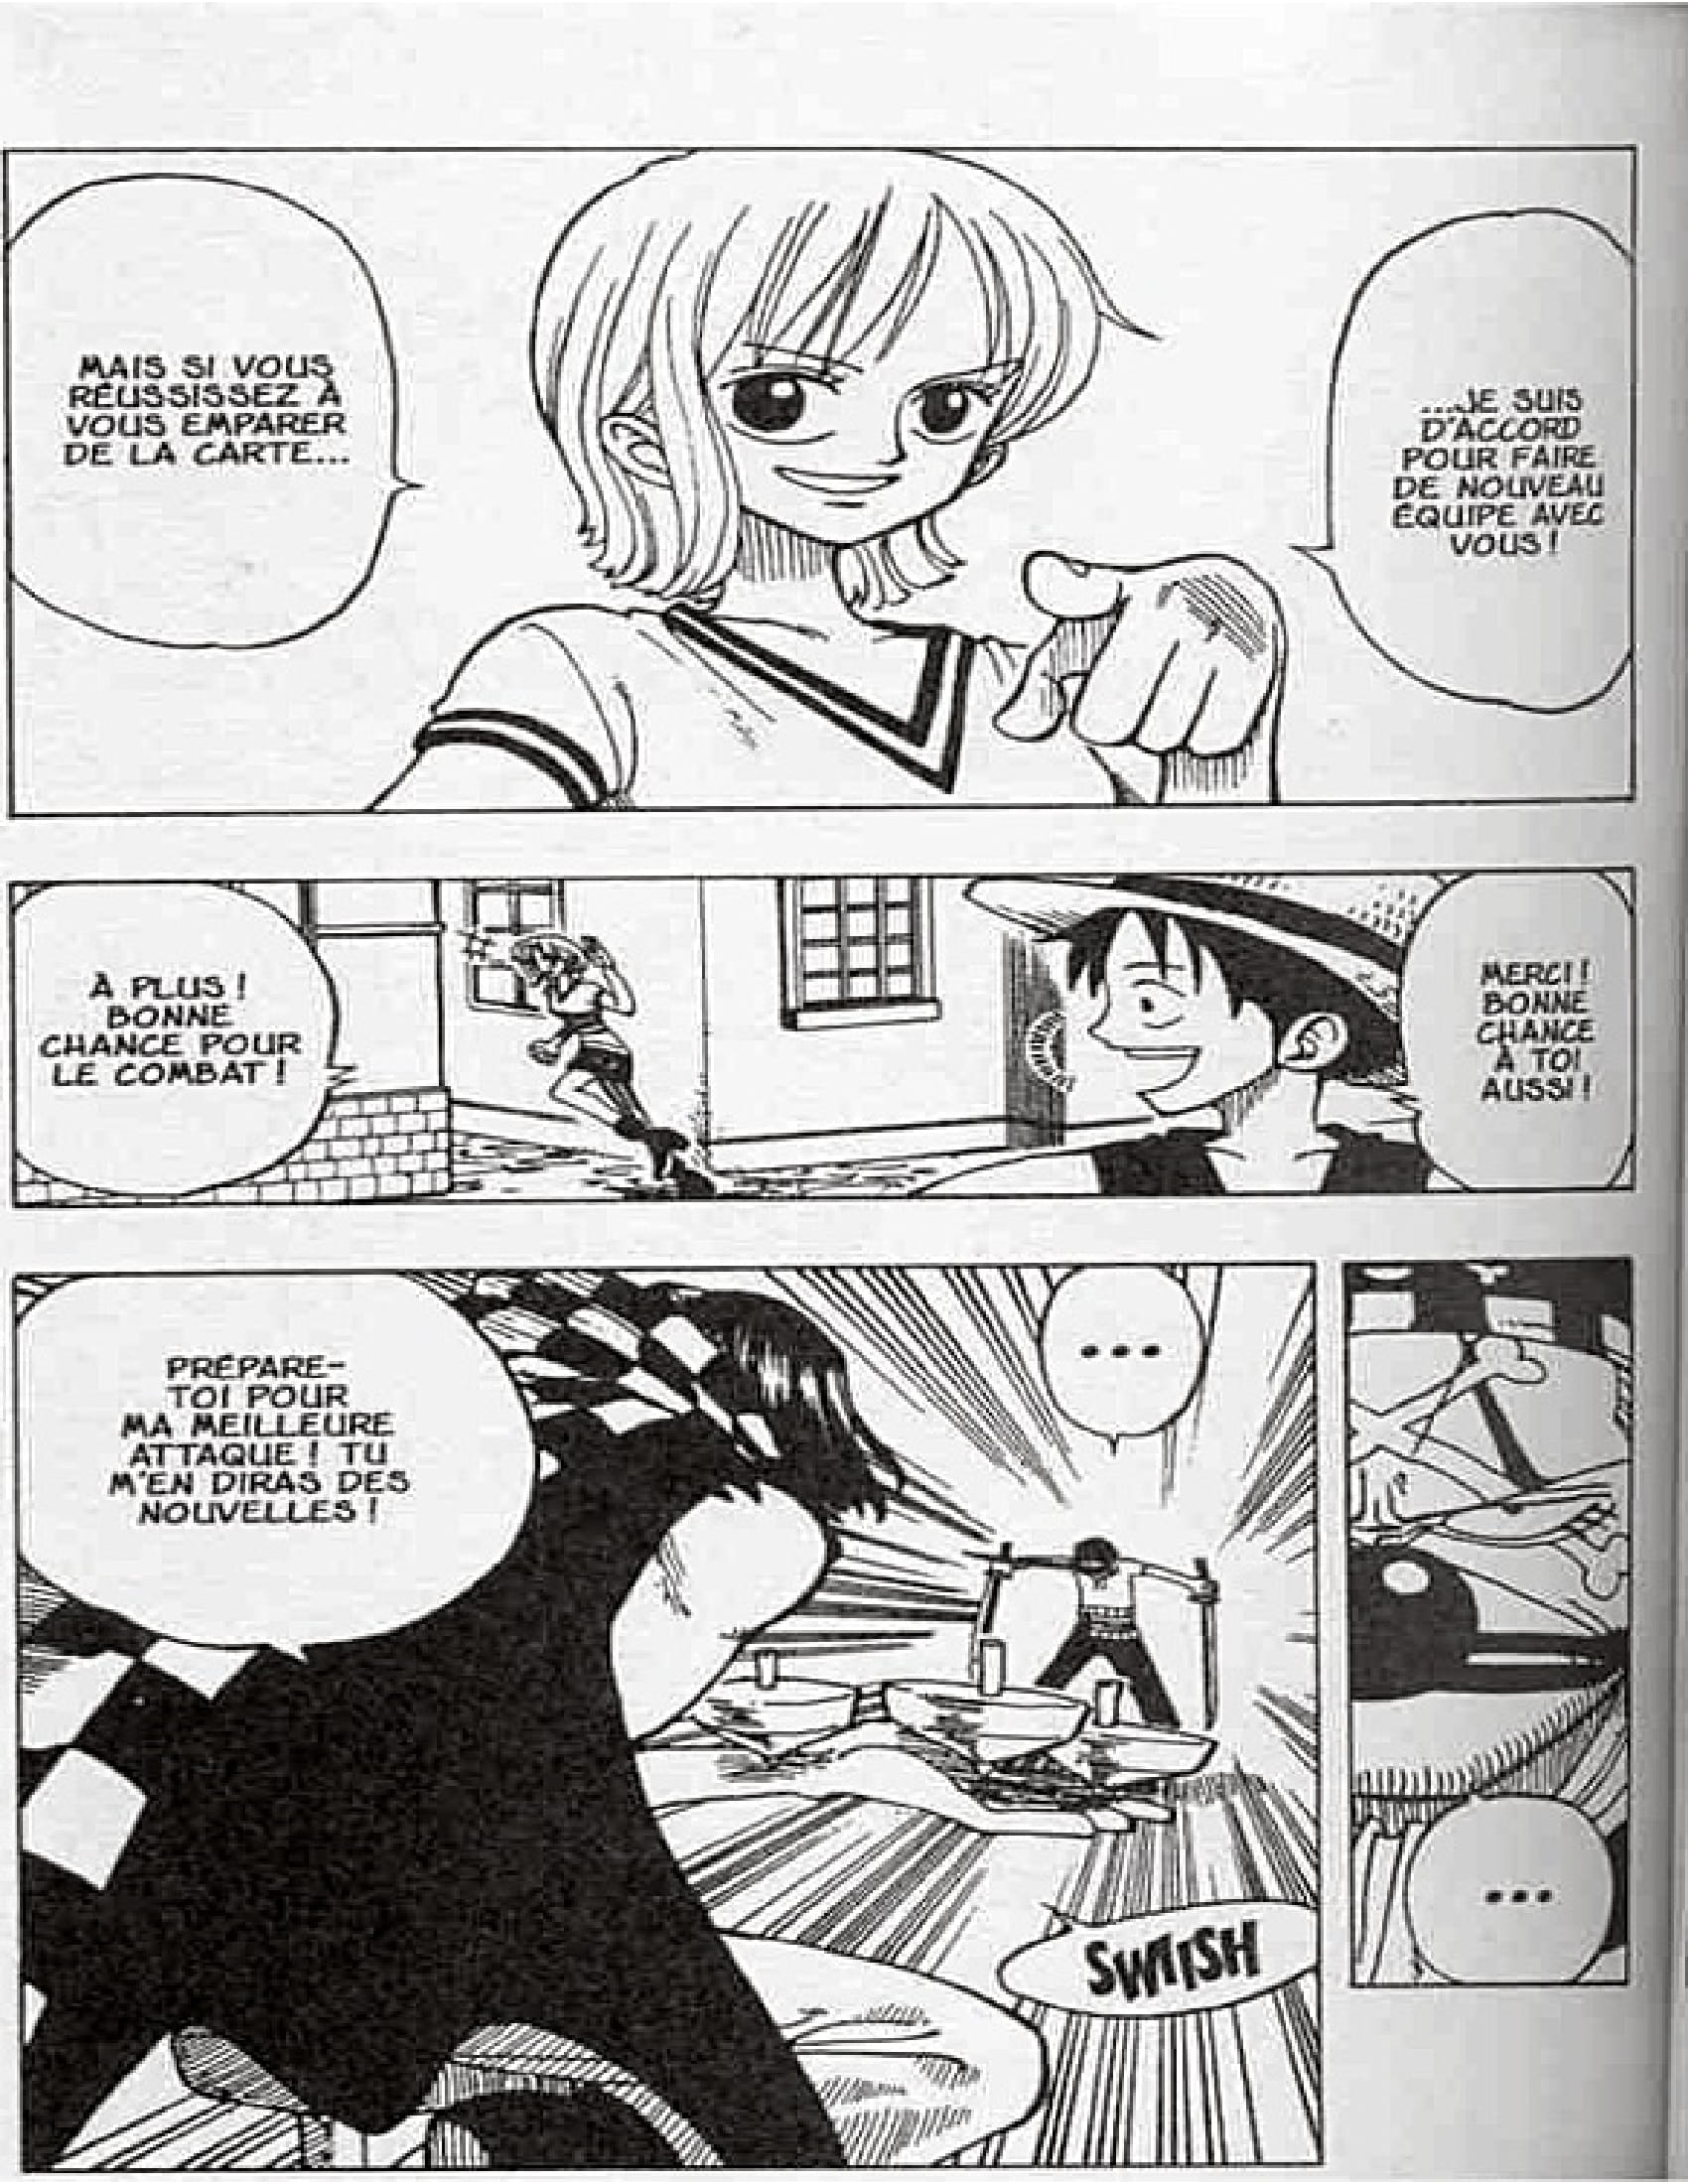 MAIS SI VOUS
RÉUSSISSEZ À
VOUS EMPARER
DE LA CARTE...
...JE SUIS
D'ACCORD
POUR FAIRE
DE NOUVEAU
ÉQUIPE AVEC
VOUS !
À PLUS !
BONNE
CHANCE POUR
LE COMBAT !
MERCI !
BONNE
CHANCE
À TOI
AUSSI !
PRÉPARE-
TOI POUR
MA MEILLEURE
ATTAQUE ! TU
M'EN DIRAS DES
NOUVELLES !
...
SWIISH
...